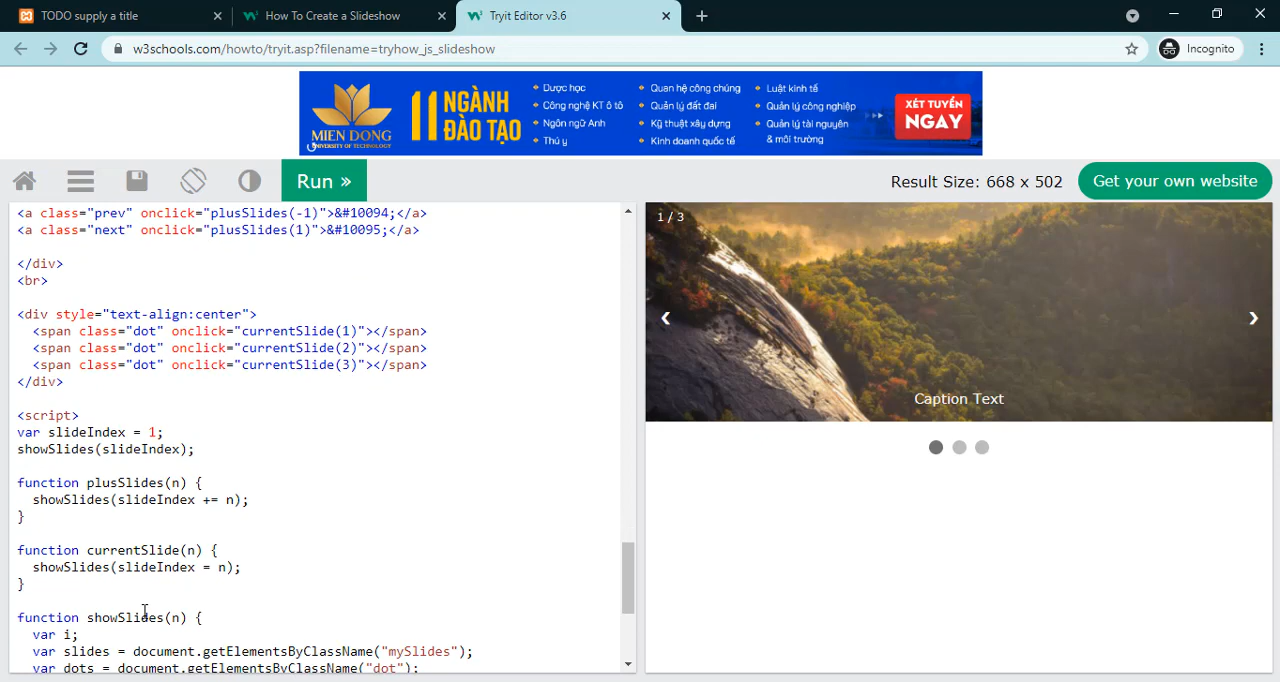 TODO supply a title
How To Create a Slideshow
Tryit Editor v3.6
w3schools.com/howto/tryit.asp?filename=tryhow_js_slideshow
Incognito
MIEN DONG
UNIVERSITY OF TECHNOLOGY
11 NGÀNH
ĐÀO TẠO
Dược học
Công nghệ KT ô tô
Ngôn ngữ Anh
Thú y
Quan hệ công chúng
Quản lý đất đai
Kỹ thuật xây dựng
Kinh doanh quốc tế
Luật kinh tế
Quản lý công nghiệp
Quản lý tài nguyên
& môi trường
XÉT TUYỂN
NGAY
Run »
Result Size: 668 x 502
Get your own website
<a class="prev" onclick="plusSlides(-1)">&#10094;</a>
<a class="next" onclick="plusSlides(1)">&#10095;</a>
</div>
<br>
<div style="text-align:center">
<span class="dot" onclick="currentSlide(1)"></span>
<span class="dot" onclick="currentSlide(2)"></span>
<span class="dot" onclick="currentSlide(3)"></span>
</div>
<script>
var slideIndex = 1;
showSlides(slideIndex);
function plusSlides(n) {
showSlides(slideIndex += n);
}
function currentSlide(n) {
showSlides(slideIndex = n);
}
function showSlides(n) {
var i;
var slides = document.getElementsByClassName("mySlides");
var dots = document.getElementsByClassName("dot");
1 / 3
❮
❯
Caption Text